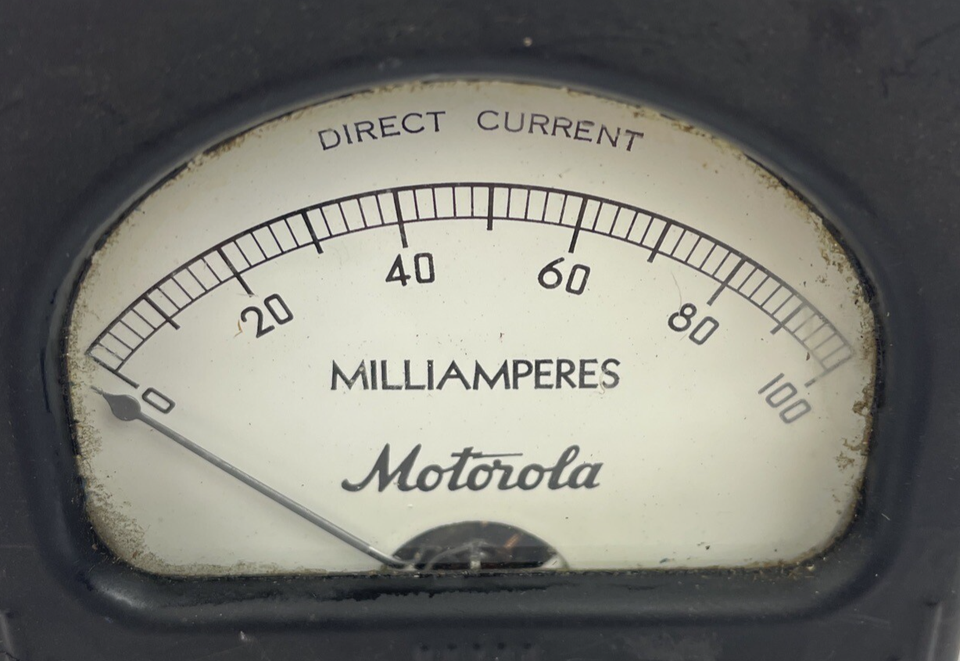 DIRECT CURRENT
0 20 40 60 80 100
MILLIAMPERES
Motorola